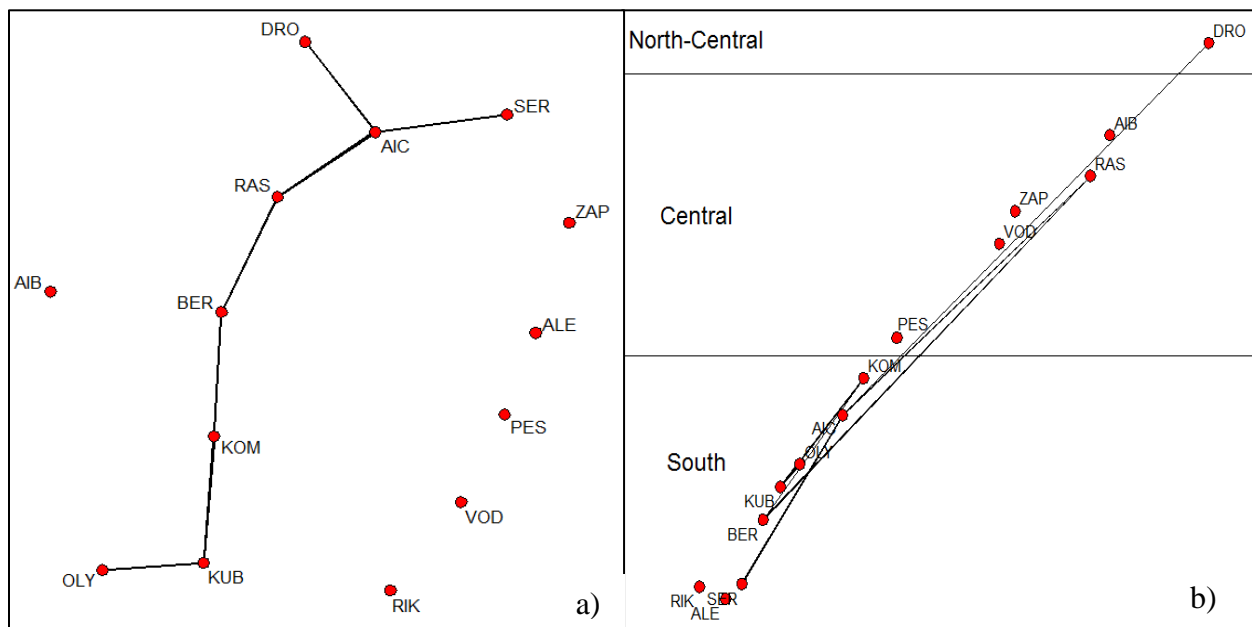 DRO
SER
AIC
RAS
ZAP
AIB
BER
ALE
PES
KOM
VOD
OLY
KUB
RIK
a)
North-Central
DRO
AIB
RAS
Central
ZAP
VOD
PES
KOM
AIC
OLY
South
KUB
BER
RIK
SER
ALE
b)